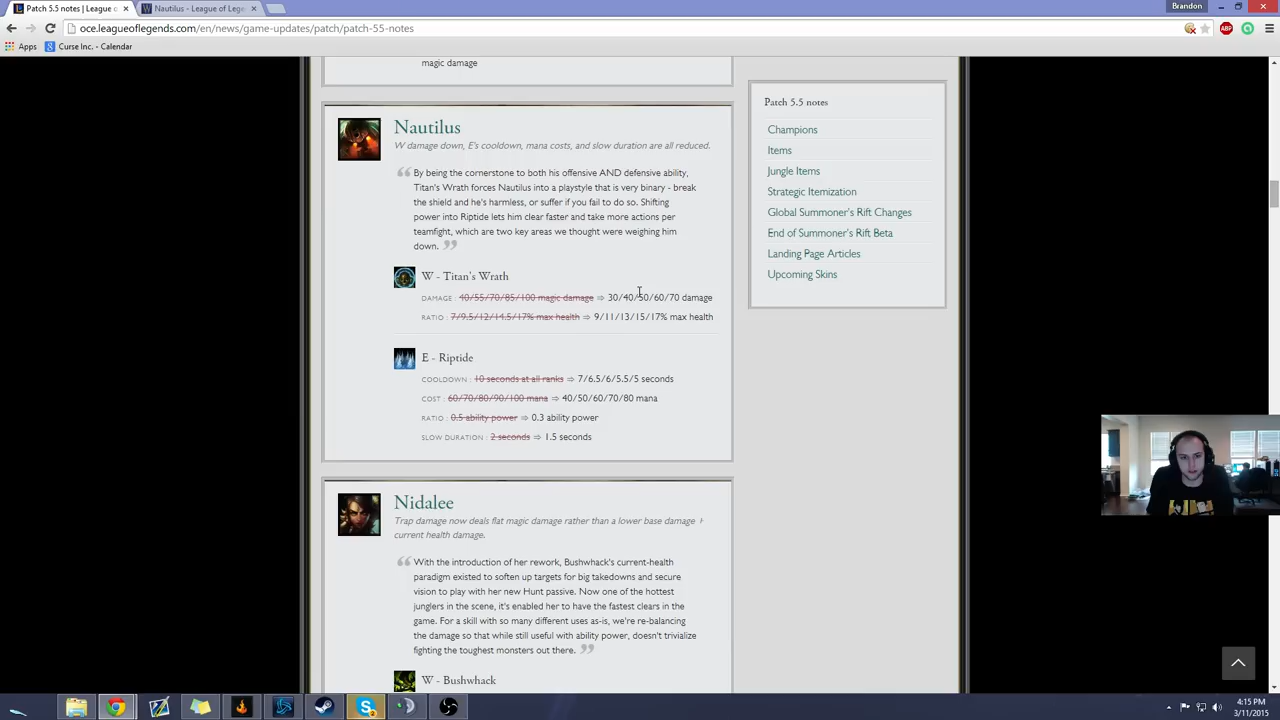 Patch 5.5 notes | League o
Nautilus - League of Lege
Brandon
oce.leagueoflegends.com/en/news/game-updates/patch/patch-55-notes
Apps
Curse Inc. - Calendar
magic damage
Nautilus
W damage down, E's cooldown, mana costs, and slow duration are all reduced.
By being the cornerstone to both his offensive AND defensive ability,
Titan's Wrath forces Nautilus into a playstyle that is very binary - break
the shield and he's harmless, or suffer if you fail to do so. Shifting
power into Riptide lets him clear faster and take more actions per
teamfight, which are two key areas we thought were weighing him
down.
W - Titan's Wrath
DAMAGE : 40/55/70/85/100 magic damage ⇒ 30/40/50/60/70 damage
RATIO : 7/9.5/12/14.5/17% max health ⇒ 9/11/13/15/17% max health
E - Riptide
COOLDOWN : 10 seconds at all ranks ⇒ 7/6.5/6/5.5/5 seconds
COST : 60/70/80/90/100 mana ⇒ 40/50/60/70/80 mana
RATIO : 0.5 ability power ⇒ 0.3 ability power
SLOW DURATION : 2 seconds ⇒ 1.5 seconds
Nidalee
Trap damage now deals flat magic damage rather than a lower base damage +
current health damage.
With the introduction of her rework, Bushwhack's current-health
paradigm existed to soften up targets for big takedowns and secure
vision to play with her new Hunt passive. Now one of the hottest
junglers in the scene, it's enabled her to have the fastest clears in the
game. For a skill with so many different uses as-is, we're re-balancing
the damage so that while still useful with ability power, doesn't trivialize
fighting the toughest monsters out there.
W - Bushwhack
Patch 5.5 notes
Champions
Items
Jungle Items
Strategic Itemization
Global Summoner's Rift Changes
End of Summoner's Rift Beta
Landing Page Articles
Upcoming Skins
ABP
4:15 PM
3/11/2015